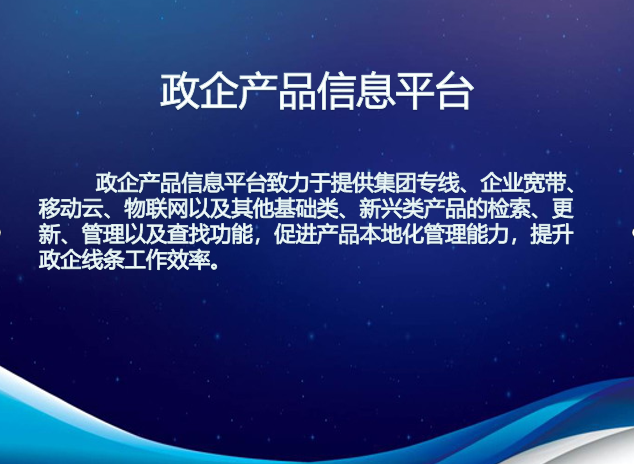 政企产品信息平台
政企产品信息平台致力于提供集团专线、企业宽带、
移动云、物联网以及其他基础类、新兴类产品的检索、更
新、管理以及查找功能，促进产品本地化管理能力，提升
政企线条工作效率。